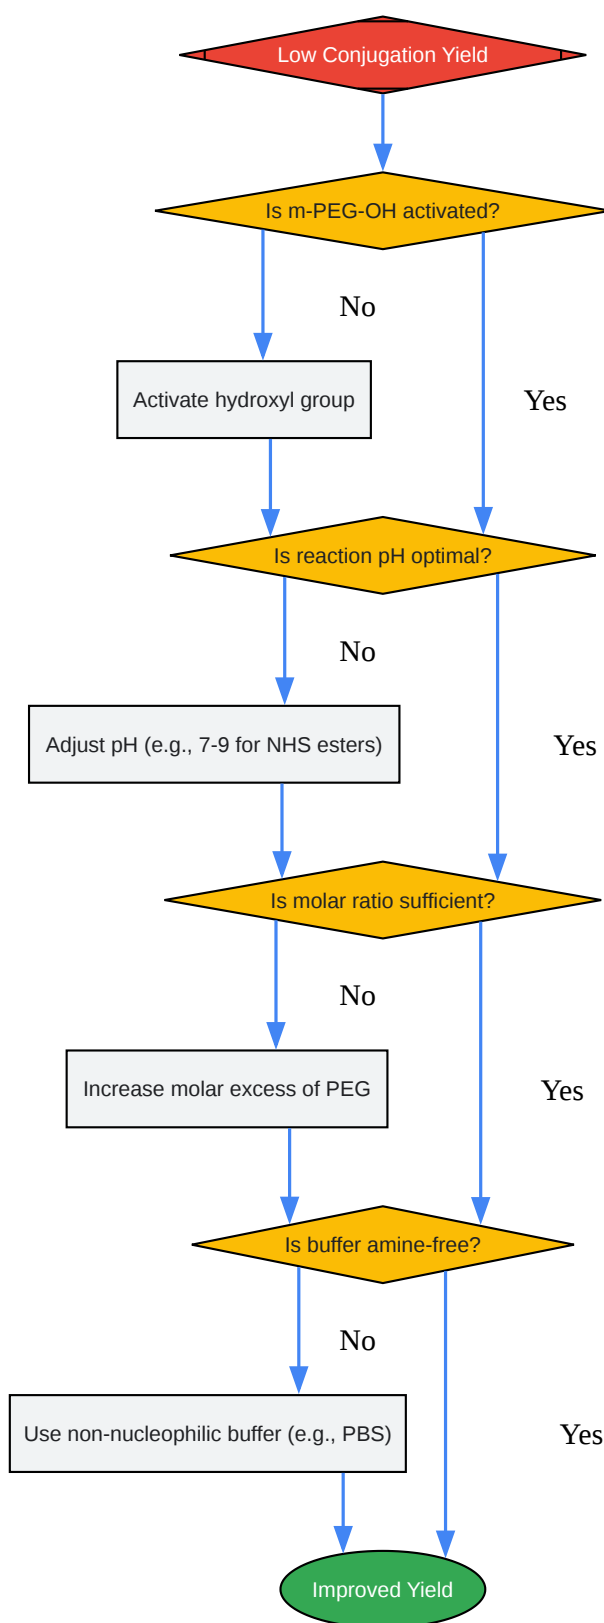 Low Conjugation Yield
Is m-PEG-OH activated?
No
Activate hydroxyl group
Yes
Is reaction pH optimal?
No
Adjust pH (e.g., 7-9 for NHS esters)
Yes
Is molar ratio sufficient?
No
Increase molar excess of PEG
Yes
Is buffer amine-free?
No
Use non-nucleophilic buffer (e.g., PBS)
Yes
Improved Yield